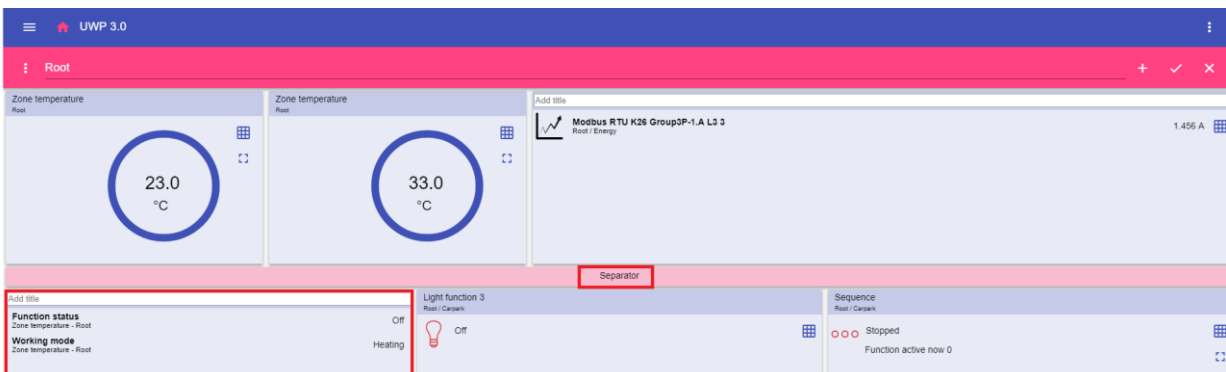 UWP 3.0
Root
Zone temperature
Root
23.0
°C
Zone temperature
Root
33.0
°C
Add title
Modbus RTU K26 Group3P-1.A L3 3
Root / Energy
1.456 A
Separator
Add title
Function status
Zone temperature - Root
Off
Working mode
Zone temperature - Root
Heating
Light function 3
Root / Carpark
Off
Sequence
Root / Carpark
Stopped
Function active now 0